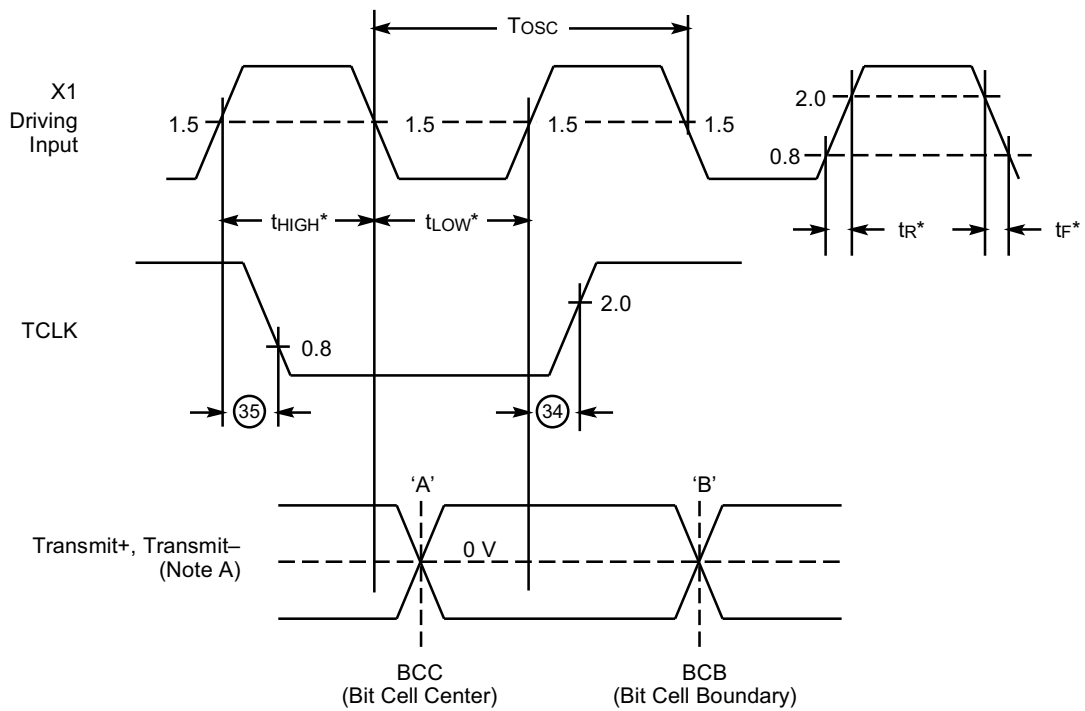 TOSC
X1
Driving
Input
1.5
1.5
1.5
1.5
2.0
0.8
tHIGH*
tLOW*
tR*
tF*
TCLK
0.8
2.0
35
34
'A'
'B'
Transmit+, Transmit–
(Note A)
0 V
BCC
(Bit Cell Center)
BCB
(Bit Cell Boundary)